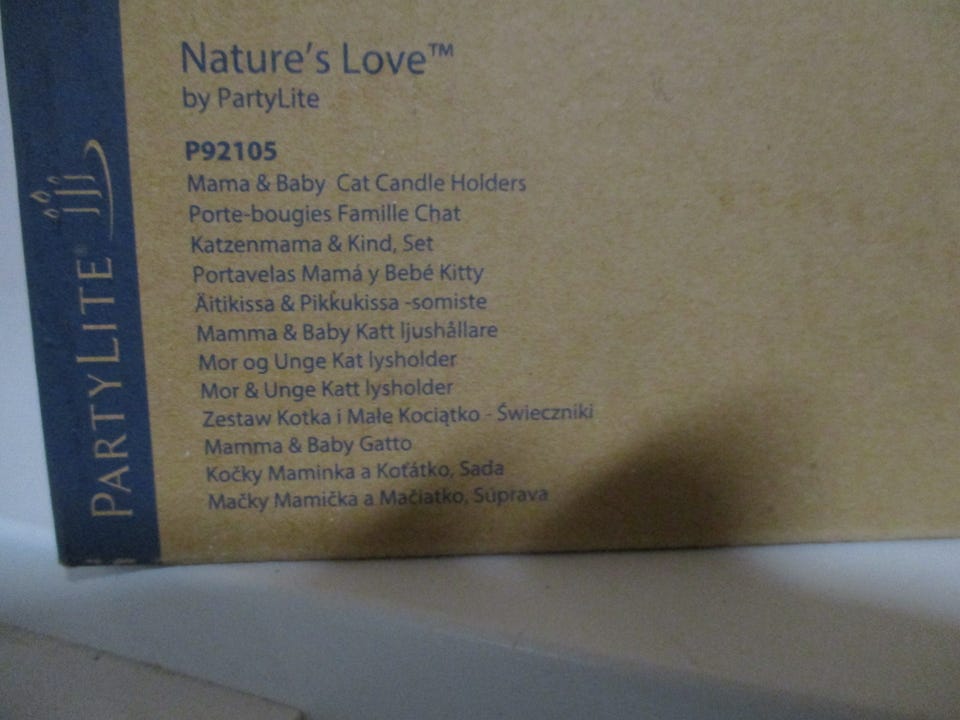 Nature's Love™
by PartyLite
P92105
Mama & Baby Cat Candle Holders
Porte-bougies Famille Chat
Katzenmama & Kind, Set
Portavelas Mamá y Bebé Kitty
Äitikissa & Pikkukissa -somiste
Mamma & Baby Katt ljushållare
Mor og Unge Kat lysholder
Mor & Unge Katt lysholder
Zestaw Kotka i Małe Kociątko - Świeczniki
Mamma & Baby Gatto
Kočky Maminka a Koťátko, Sada
Mačky Mamička a Mačiatko, Súprava
PARTYLITE®